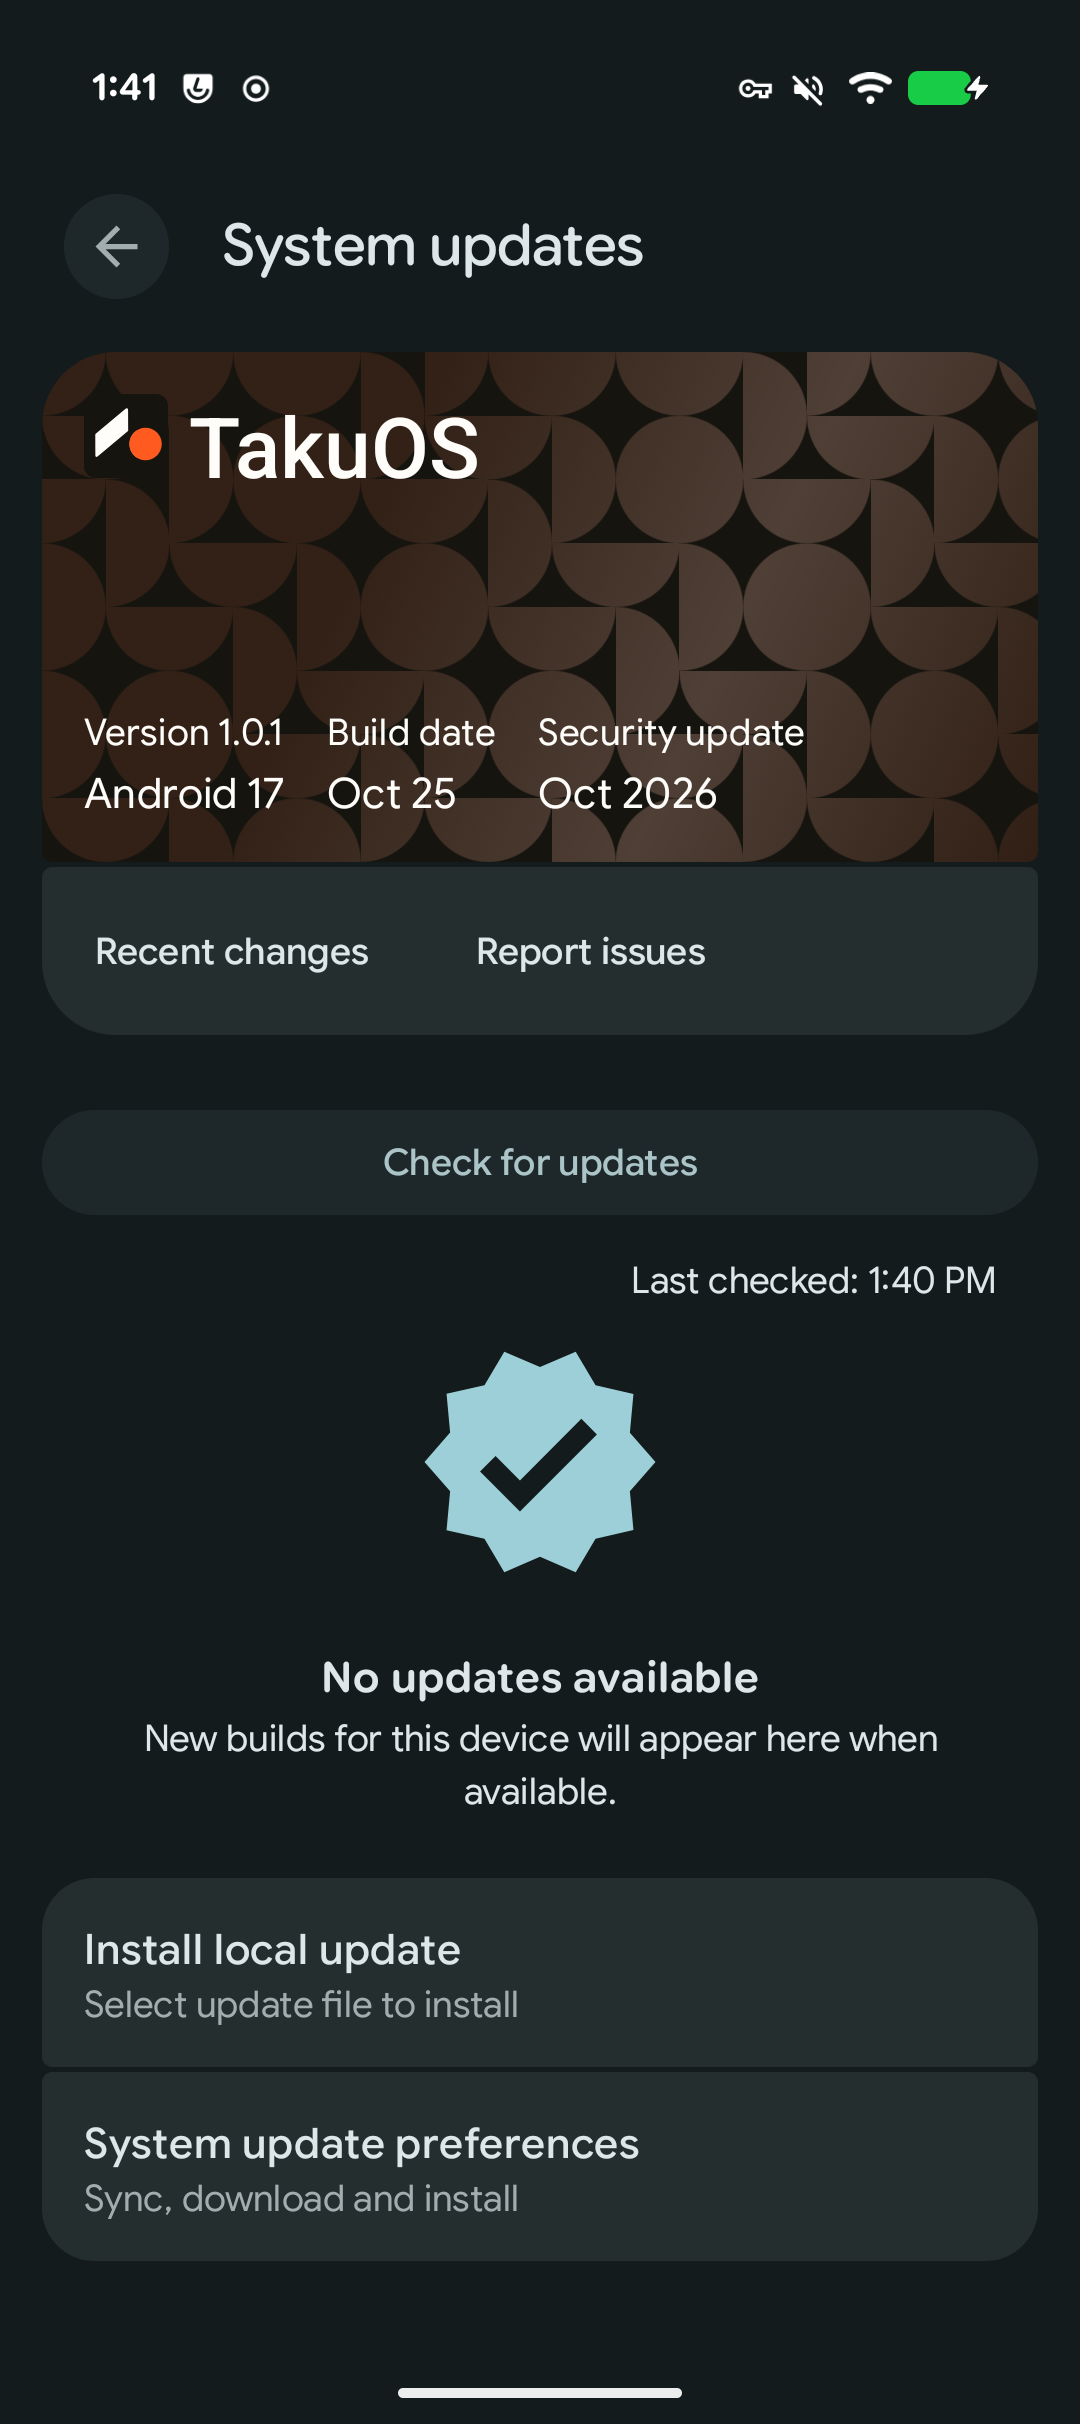 1:41
System updates
TakuOS
Version 1.0.1 Build date Security update
Android 17 Oct 25 Oct 2026
Recent changes Report issues
Check for updates
Last checked: 1:40 PM
No updates available
New builds for this device will appear here when
available.
Install local update
Select update file to install
System update preferences
Sync, download and install